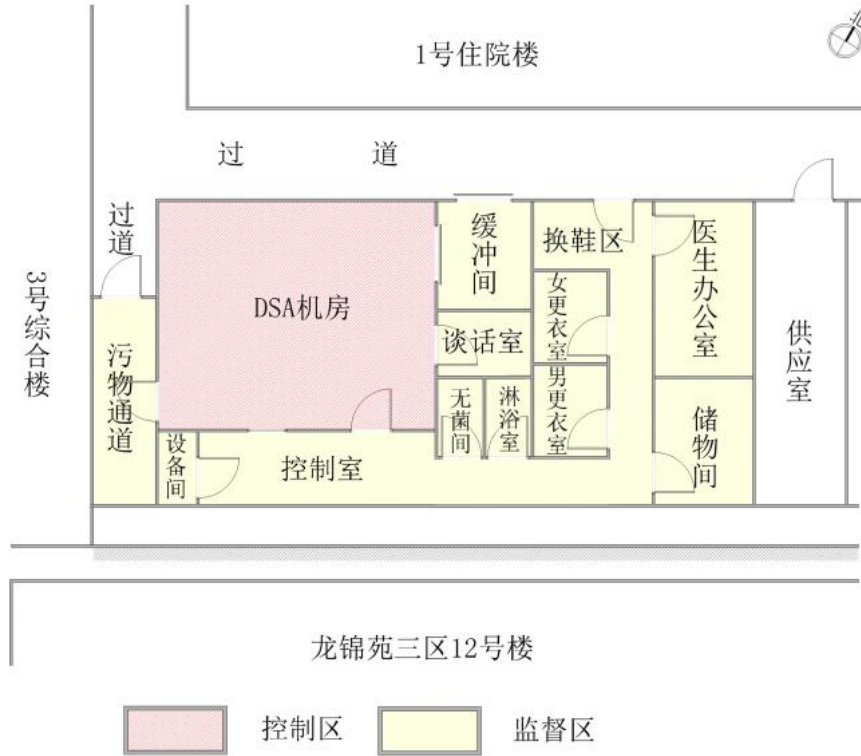 北
1号住院楼
过道
过道
3号综合楼
DSA机房
缓冲间
换鞋区
医生办公室
女更衣室
谈话室
供应室
污物通道
无菌间
淋浴室
男更衣室
储物间
设备间
控制室
龙锦苑三区12号楼
控制区
监督区